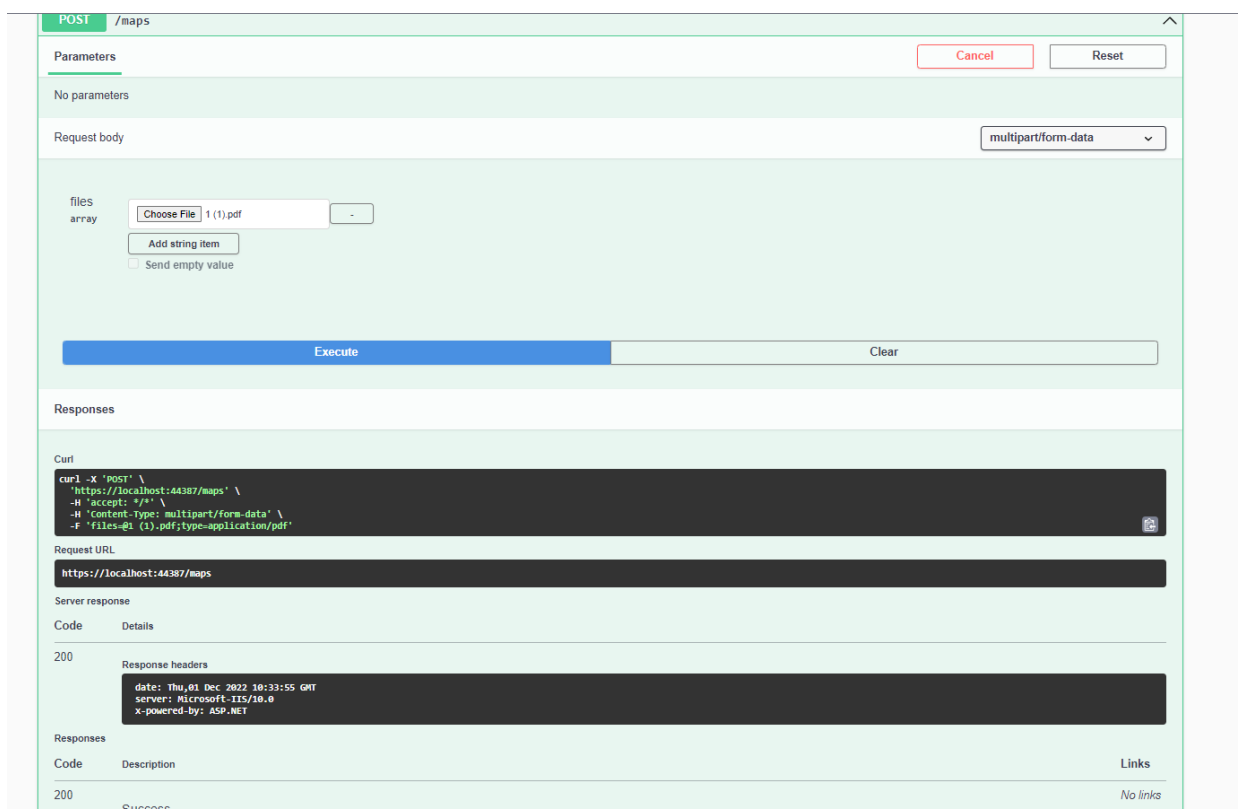 POST /maps
Parameters Cancel Reset
No parameters
Request body multipart/form-data
files
array
Choose File 1 (1).pdf -
Add string item
Send empty value
Execute Clear
Responses
Curl
curl -X 'POST' \
'https://localhost:44387/maps' \
-H 'accept: */*' \
-H 'Content-Type: multipart/form-data' \
-F 'files=@1 (1).pdf;type=application/pdf'
Request URL
https://localhost:44387/maps
Server response
Code Details
200
Response headers
date: Thu,01 Dec 2022 10:33:55 GMT
server: Microsoft-IIS/10.0
x-powered-by: ASP.NET
Responses
Code Description Links
200 No links
Success